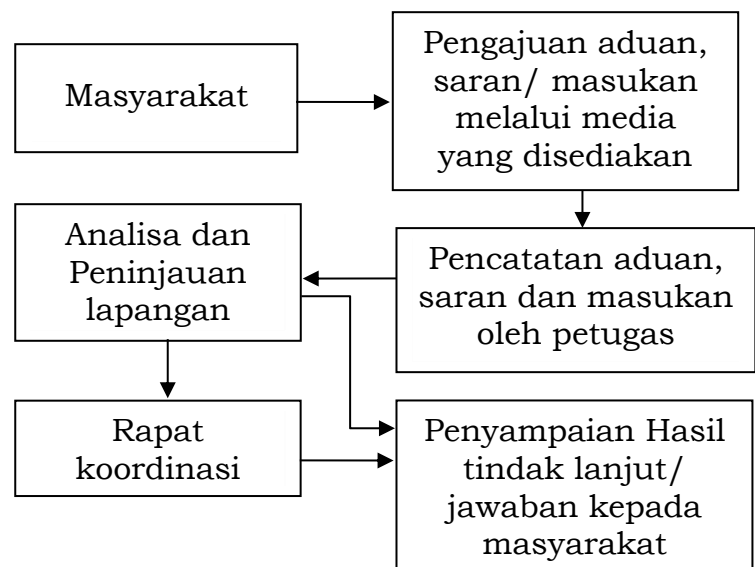 Masyarakat
Pengajuan aduan,
saran/ masukan
melalui media
yang disediakan
Pencatatan aduan,
saran dan masukan
oleh petugas
Analisa dan
Peninjauan
lapangan
Rapat
koordinasi
Penyampaian Hasil
tindak lanjut/
jawaban kepada
masyarakat